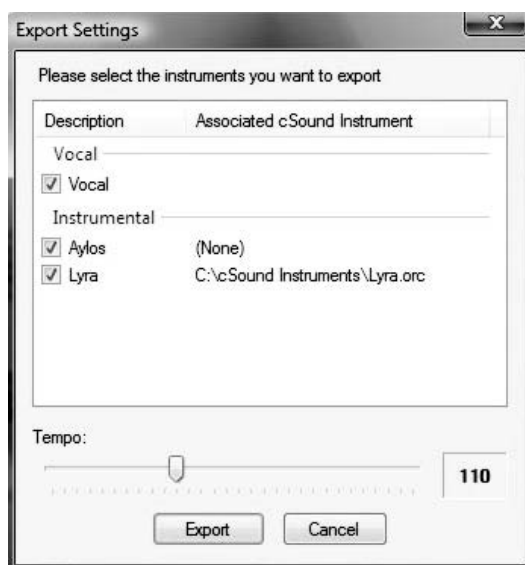 Export Settings
Please select the instruments you want to export
Description Associated cSound Instrument
Vocal
Vocal
Instrumental
Aylos (None)
Lyra C:\cSound Instruments\Lyra.orc
Tempo:
110
Export Cancel